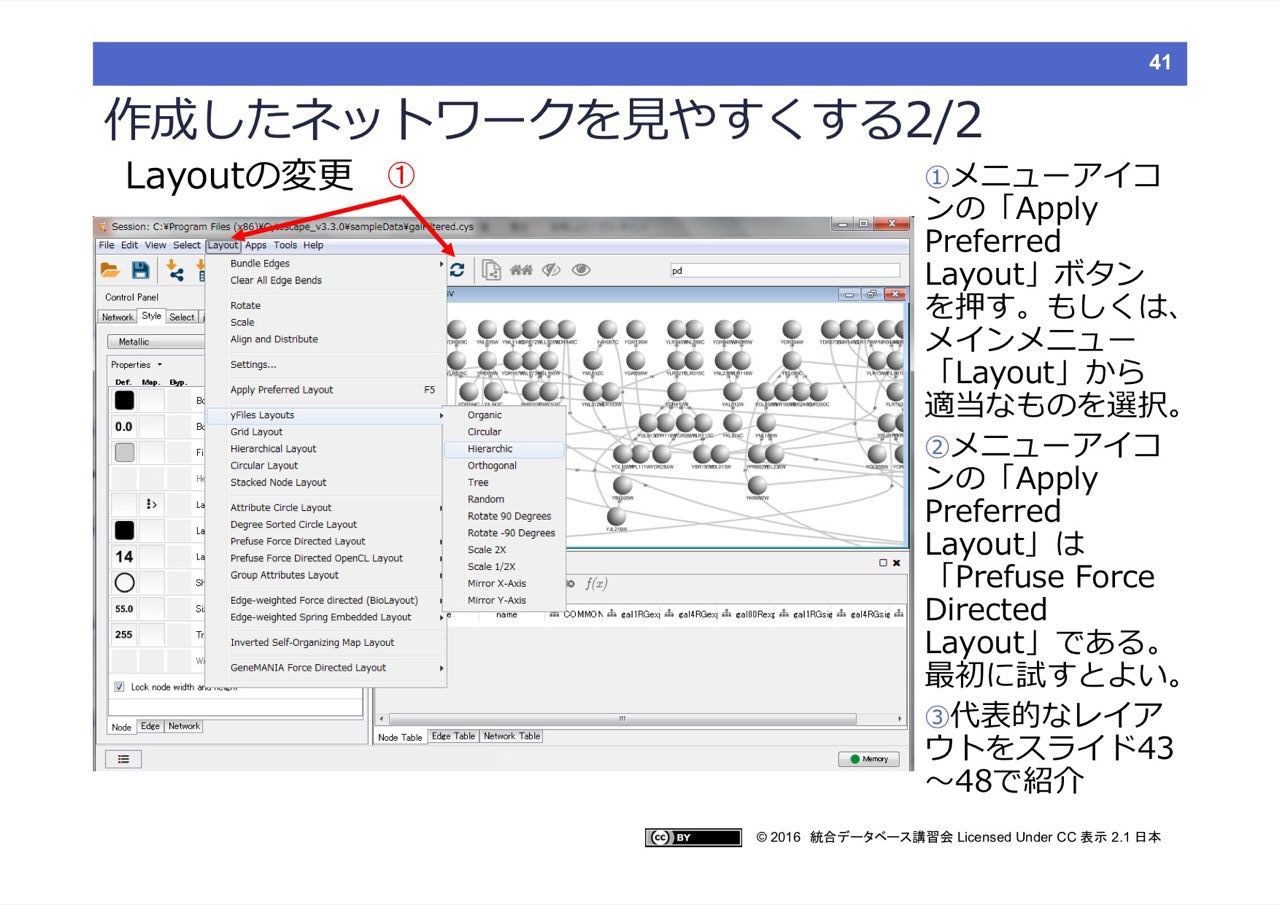 41
作成したネットワークを見やすくする2/2
Layoutの変更 ①
①メニューアイコ
ンの「Apply
Preferred
Layout」ボタン
を押す。もしくは、
メインメニュー
「Layout」から
適当なものを選択。
②メニューアイコ
ンの「Apply
Preferred
Layout」は
「Prefuse Force
Directed
Layout」である。
最初に試すとよい。
③代表的なレイア
ウトをスライド43
～48で紹介
Session: C:¥Program Files (x86)¥Cytoscape_v3.3.0¥sampleData¥galFiltered.cys
File Edit View Select Layout Apps Tools Help
pd
Control Panel
Network Style Select
Metallic
Properties
Def. Map. Byp.
0.0
14
55.0
255
Lock node width and height
Node Edge Network
Bundle Edges
Clear All Edge Bends
Rotate
Scale
Align and Distribute
Settings...
Apply Preferred Layout F5
yFiles Layouts
Grid Layout
Hierarchical Layout
Circular Layout
Stacked Node Layout
Attribute Circle Layout
Degree Sorted Circle Layout
Prefuse Force Directed Layout
Prefuse Force Directed OpenCL Layout
Group Attributes Layout
Edge-weighted Force directed (BioLayout)
Edge-weighted Spring Embedded Layout
Inverted Self-Organizing Map Layout
GeneMANIA Force Directed Layout
Organic
Circular
Hierarchic
Orthogonal
Tree
Random
Rotate 90 Degrees
Rotate -90 Degrees
Scale 2X
Scale 1/2X
Mirror X-Axis
Mirror Y-Axis
f(x)
name COMMON gal1RGexp gal4RGexp gal80Rexp gal1RGsig gal4RGsig
Node Table Edge Table Network Table
Memory
cc BY
© 2016 統合データベース講習会 Licensed Under CC 表示 2.1 日本